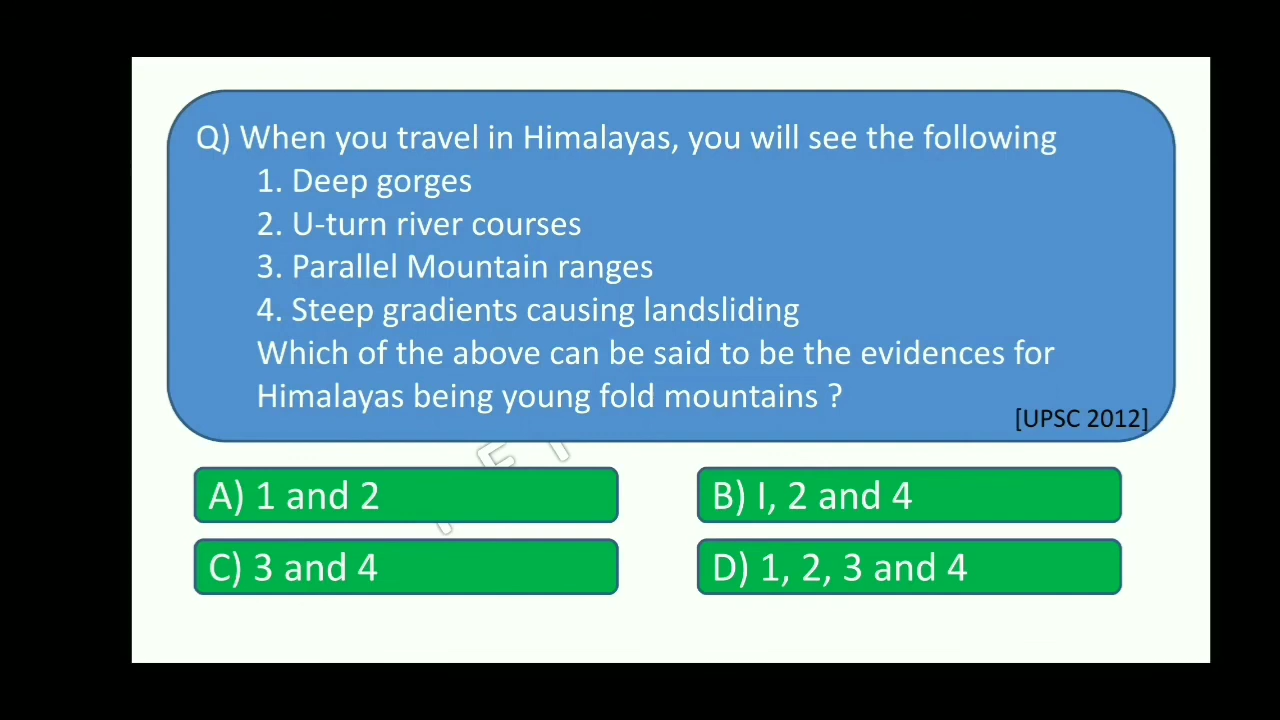 Q) When you travel in Himalayas, you will see the following
1. Deep gorges
2. U-turn river courses
3. Parallel Mountain ranges
4. Steep gradients causing landsliding
Which of the above can be said to be the evidences for
Himalayas being young fold mountains ?
[UPSC 2012]
A) 1 and 2
B) I, 2 and 4
C) 3 and 4
D) 1, 2, 3 and 4